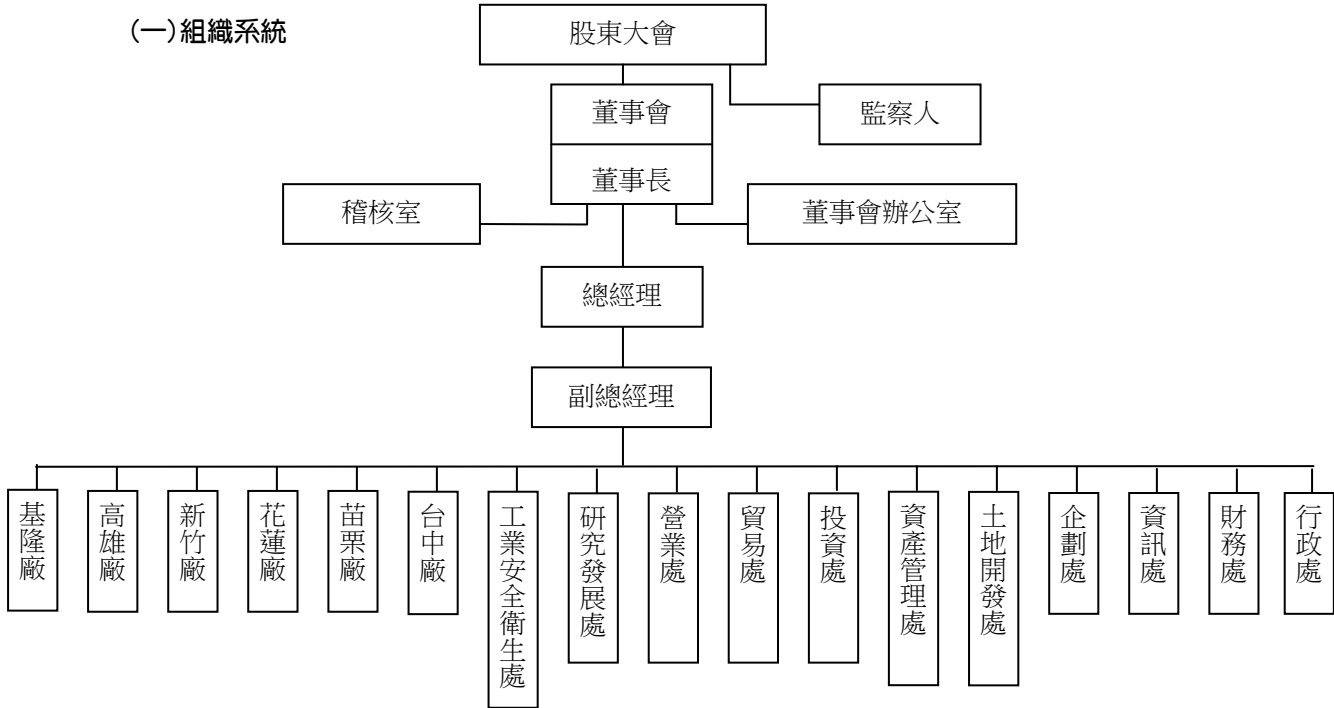 (一)組織系統
股東大會
董事會
監察人
董事長
稽核室
董事會辦公室
總經理
副總經理
基隆廠
高雄廠
新竹廠
花蓮廠
苗栗廠
台中廠
工業安全衛生處
研究發展處
營業處
貿易處
投資處
資產管理處
土地開發處
企劃處
資訊處
財務處
行政處